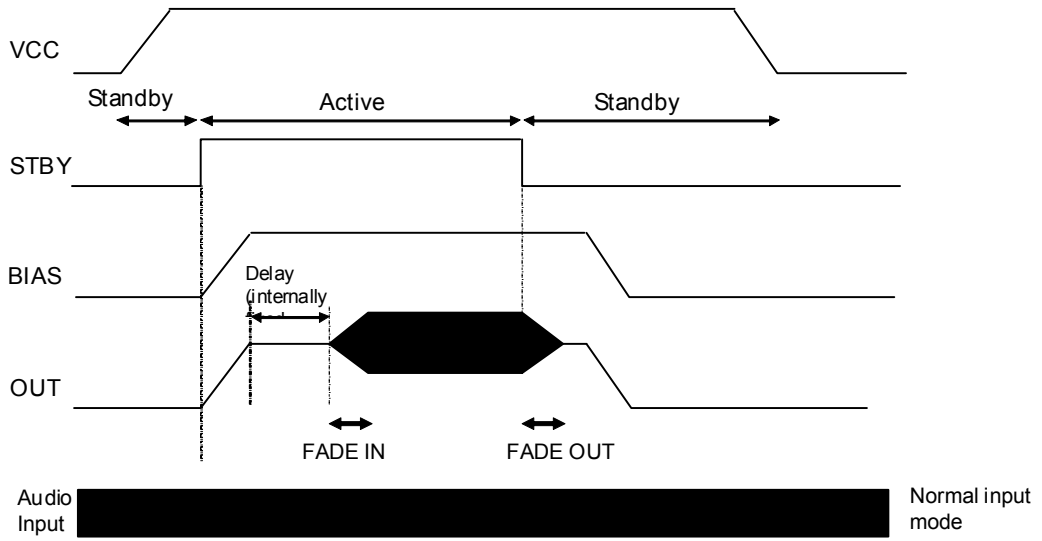 VCC
Standby
Active
Standby
STBY
BIAS
Delay
(internally
OUT
FADE IN
FADE OUT
Audio
Input
Normal input
mode